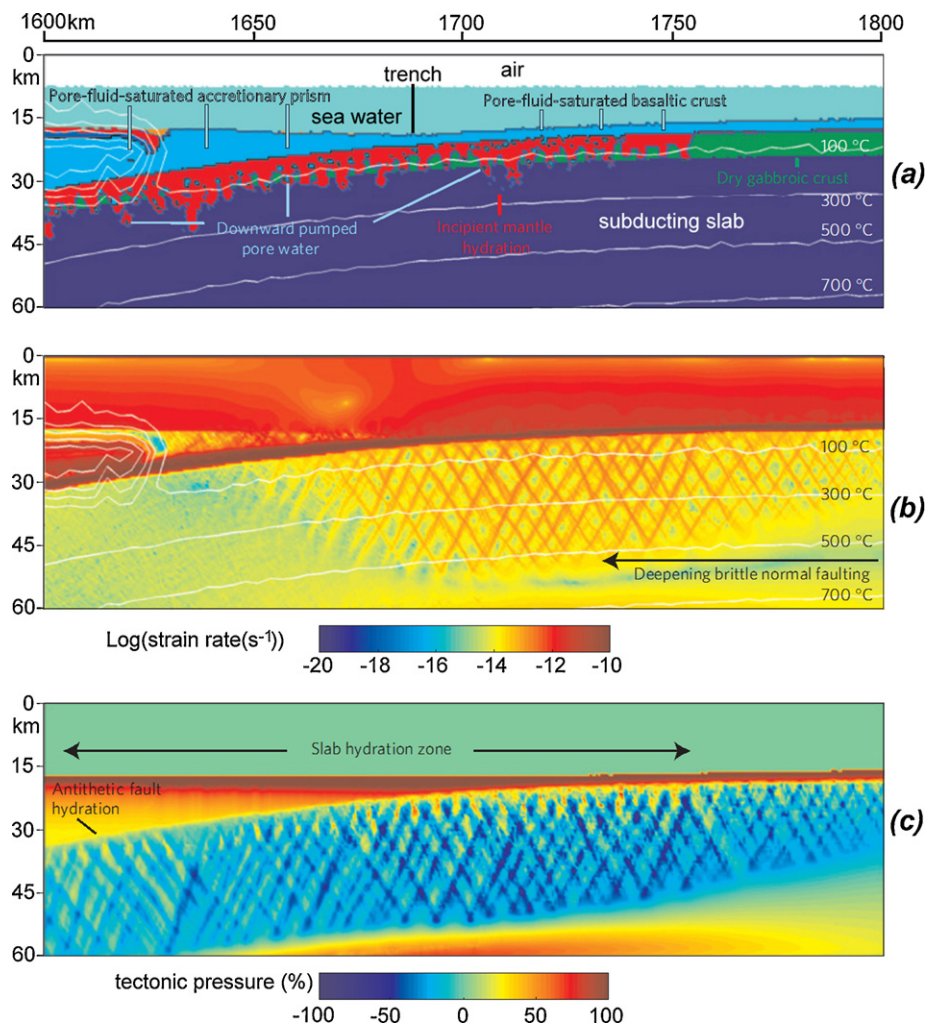 1600km 1650 1700 1750 1800
0
km
15
30
45
60
trench
air
Pore-fluid-saturated accretionary prism
sea water
Pore-fluid-saturated basaltic crust
100 °C
(a)
Dry gabbroic crust
300 °C
Downward pumped
pore water
Incipient mantle
hydration
subducting slab
500 °C
700 °C
0
km
15
30
45
60
100 °C
300 °C
(b)
500 °C
Deepening brittle normal faulting
700 °C
Log(strain rate(s-1))
-20 -18 -16 -14 -12 -10
0
km
15
30
45
60
Slab hydration zone
Antithetic fault
hydration
(c)
tectonic pressure (%)
-100 -50 0 50 100